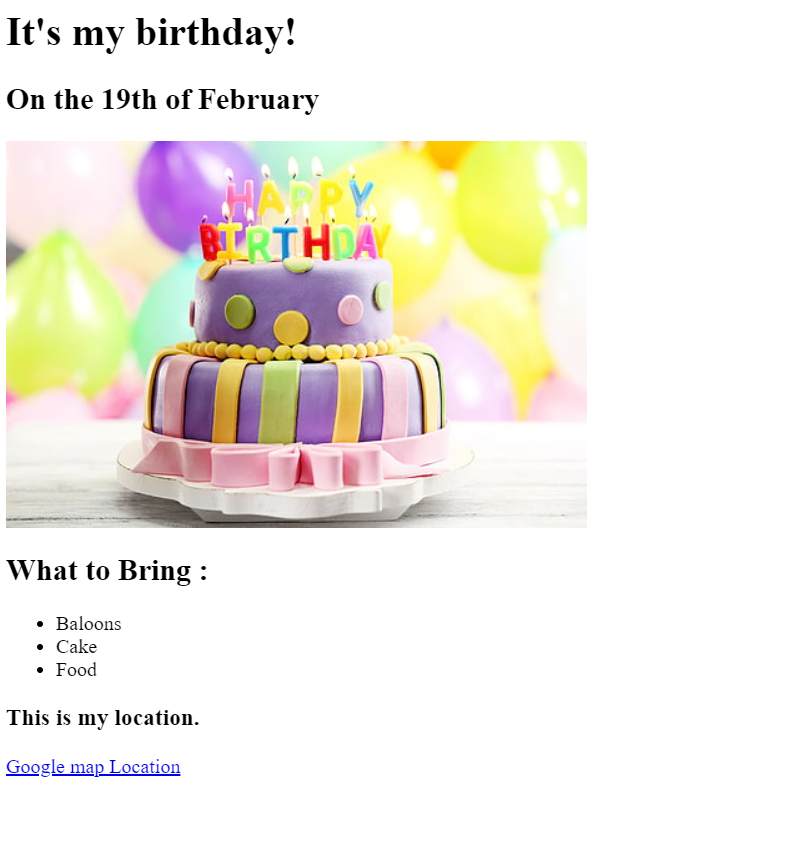 It's my birthday!
On the 19th of February
HAPPY
BIRTHDAY
What to Bring :
Baloons
Cake
Food
This is my location.
Google map Location